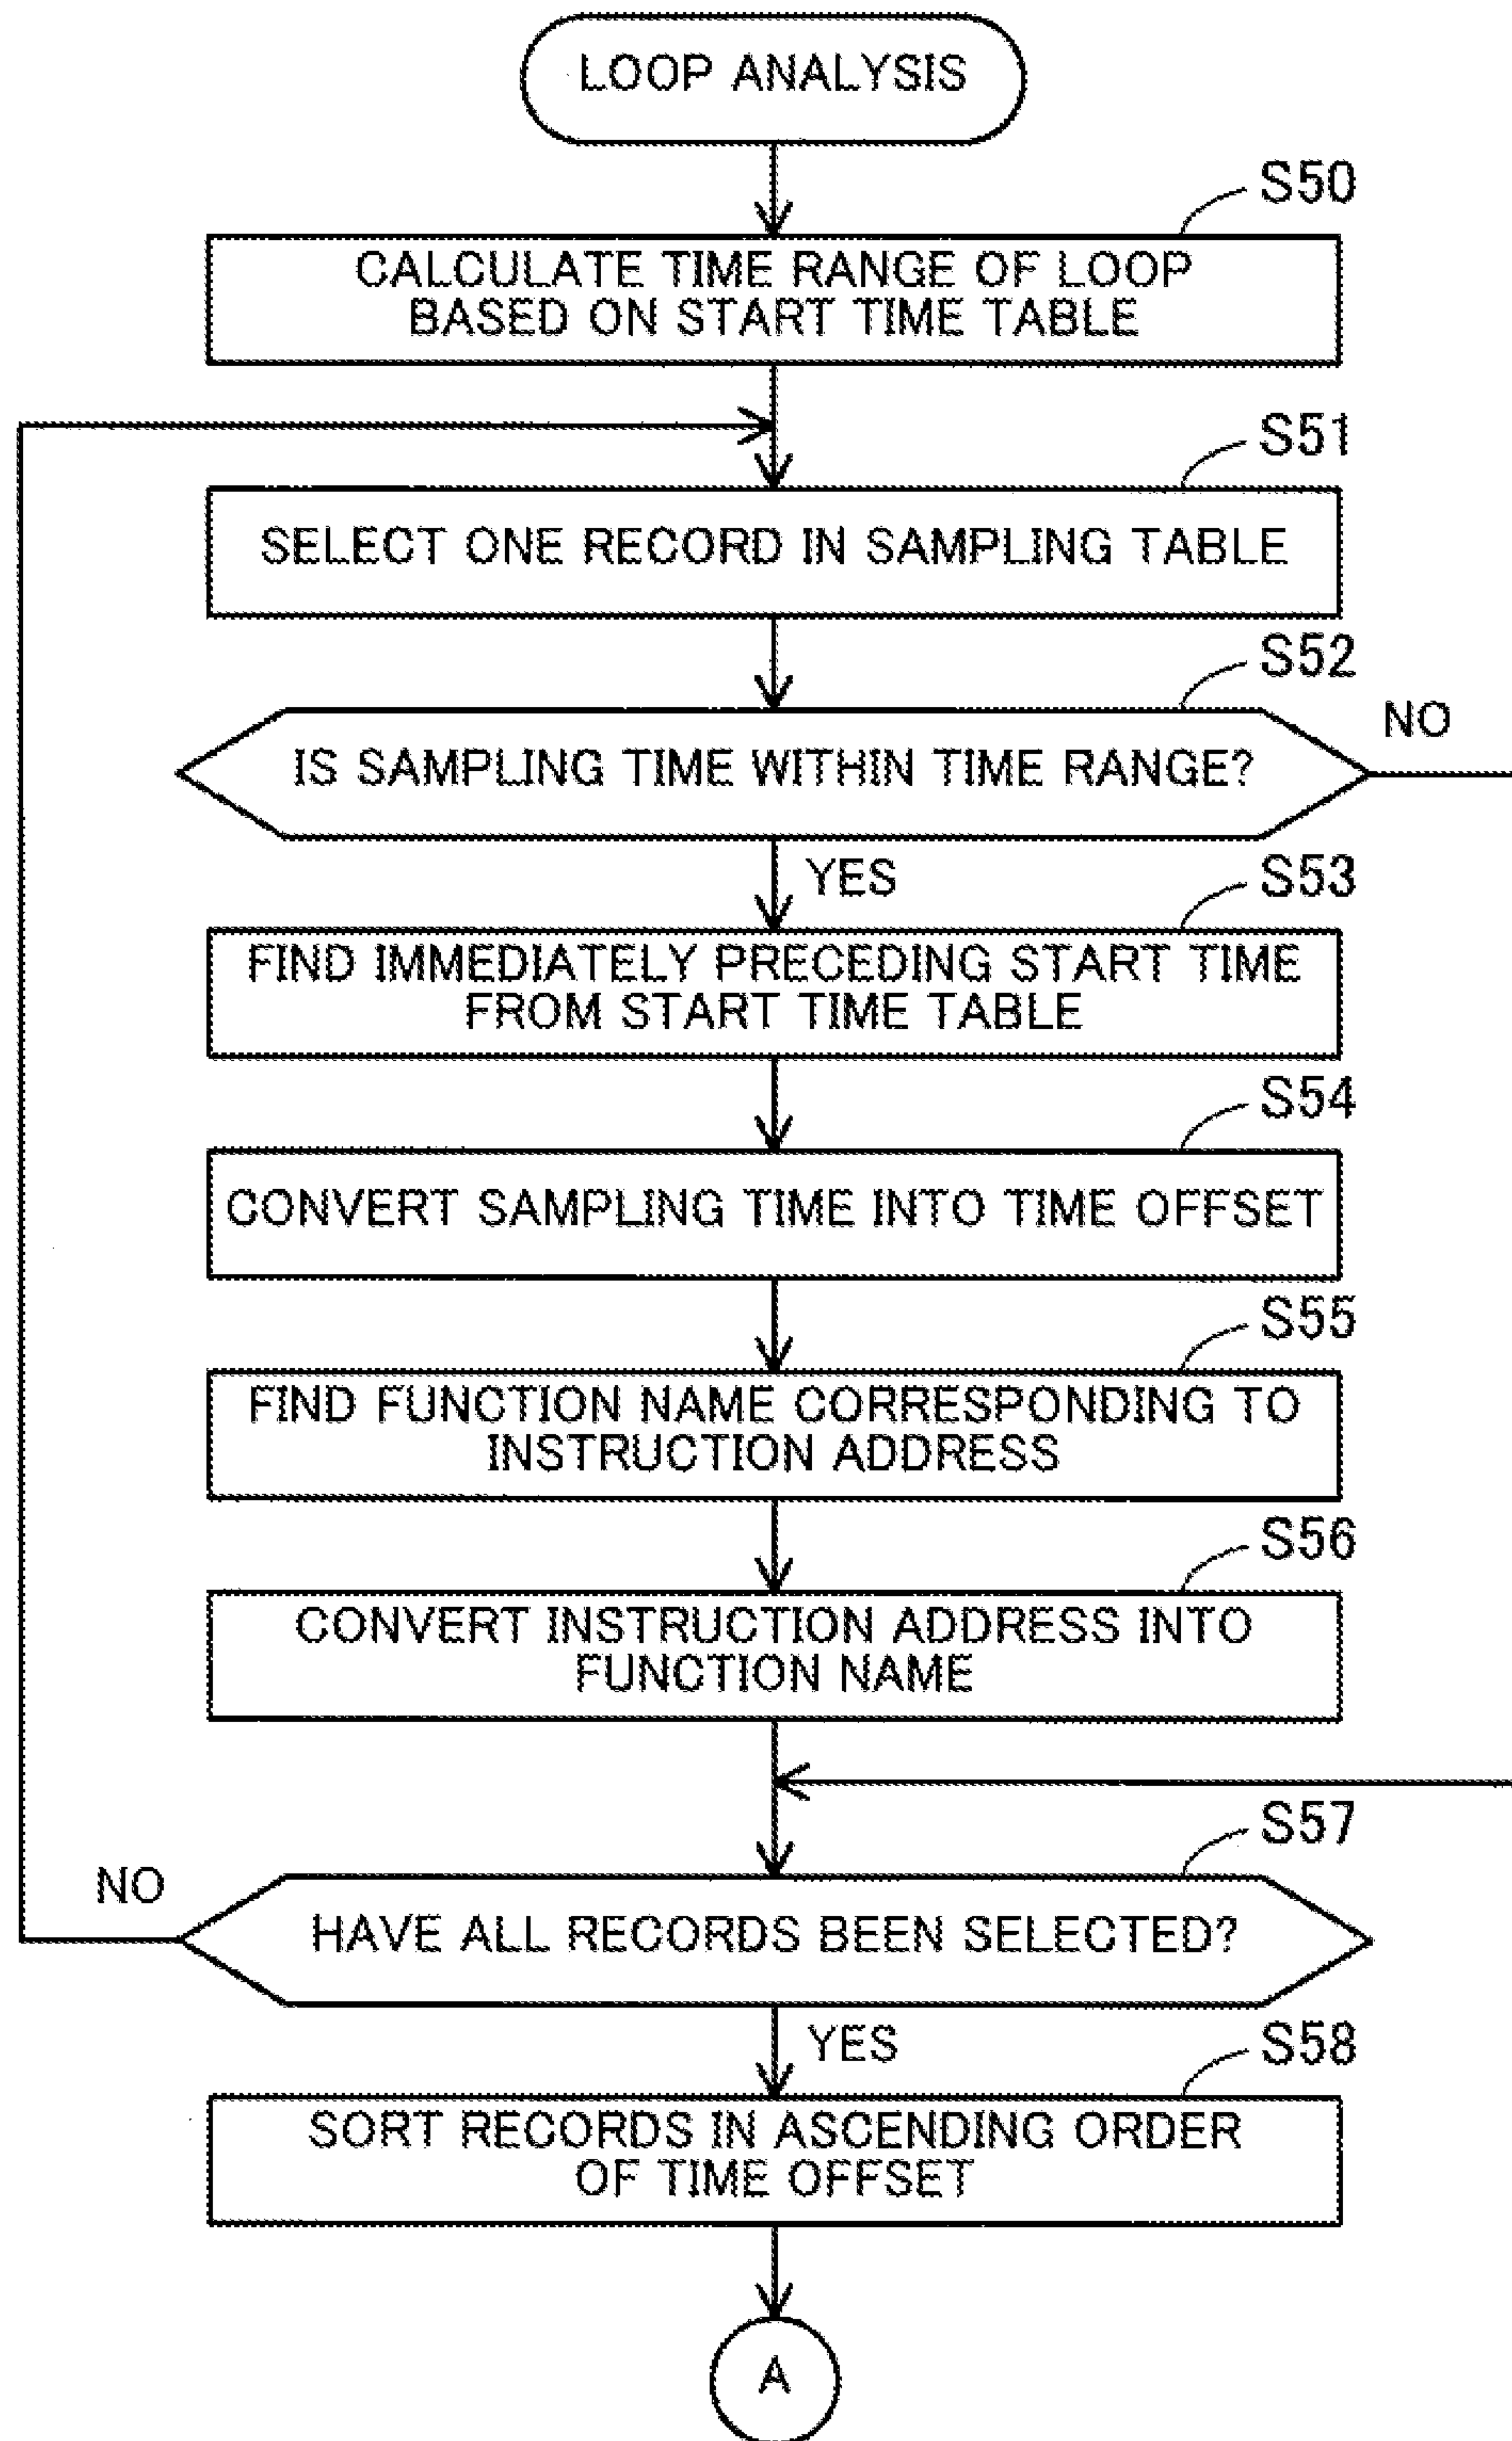 LOOP ANALYSIS
S50
CALCULATE TIME RANGE OF LOOP
BASED ON START TIME TABLE
S51
SELECT ONE RECORD IN SAMPLING TABLE
S52
NO
IS SAMPLING TIME WITHIN TIME RANGE?
YES
S53
FIND IMMEDIATELY PRECEDING START TIME
FROM START TIME TABLE
S54
CONVERT SAMPLING TIME INTO TIME OFFSET
S55
FIND FUNCTION NAME CORRESPONDING TO
INSTRUCTION ADDRESS
S56
CONVERT INSTRUCTION ADDRESS INTO
FUNCTION NAME
S57
NO
HAVE ALL RECORDS BEEN SELECTED?
YES
S58
SORT RECORDS IN ASCENDING ORDER
OF TIME OFFSET
A